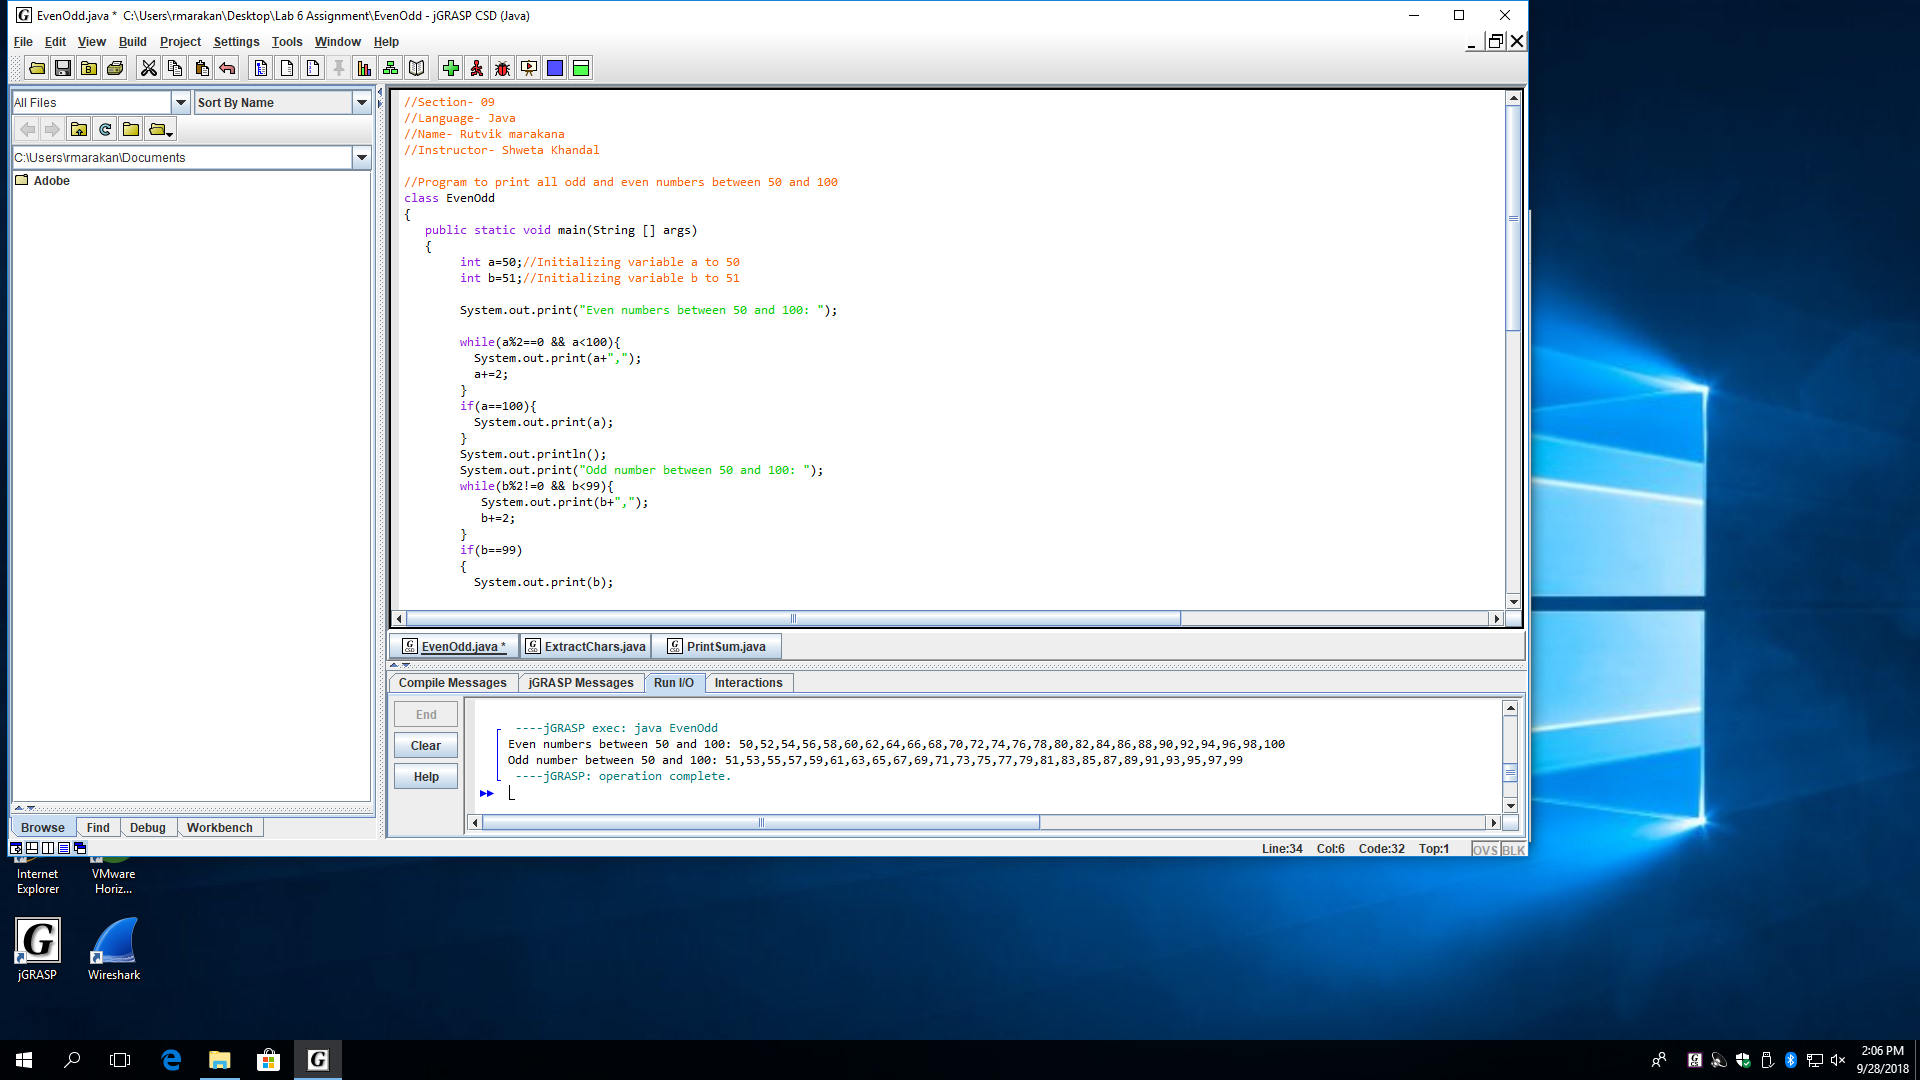 EvenOdd.java *  C:\Users\rmarakan\Desktop\Lab 6 Assignment\EvenOdd - jGRASP CSD (Java)
File Edit View Build Project Settings Tools Window Help
All Files Sort By Name
C:\Users\rmarakan\Documents
Adobe
//Section- 09
//Language- Java
//Name- Rutvik marakana
//Instructor- Shweta Khandal
//Program to print all odd and even numbers between 50 and 100
class EvenOdd
{
public static void main(String [] args)
{
int a=50;//Initializing variable a to 50
int b=51;//Initializing variable b to 51
System.out.print("Even numbers between 50 and 100: ");
while(a%2==0 && a<100){
System.out.print(a+",");
a+=2;
}
if(a==100){
System.out.print(a);
}
System.out.println();
System.out.print("Odd number between 50 and 100: ");
while(b%2!=0 && b<99){
System.out.print(b+",");
b+=2;
}
if(b==99)
{
System.out.print(b);
EvenOdd.java * ExtractChars.java PrintSum.java
Compile Messages jGRASP Messages Run I/O Interactions
End
Clear
Help
----jGRASP exec: java EvenOdd
Even numbers between 50 and 100: 50,52,54,56,58,60,62,64,66,68,70,72,74,76,78,80,82,84,86,88,90,92,94,96,98,100
Odd number between 50 and 100: 51,53,55,57,59,61,63,65,67,69,71,73,75,77,79,81,83,85,87,89,91,93,95,97,99
----jGRASP: operation complete.
Browse Find Debug Workbench
Line:34 Col:6 Code:32 Top:1 OVS BLK
Internet Explorer
VMware Horiz...
jGRASP
Wireshark
2:06 PM
9/28/2018